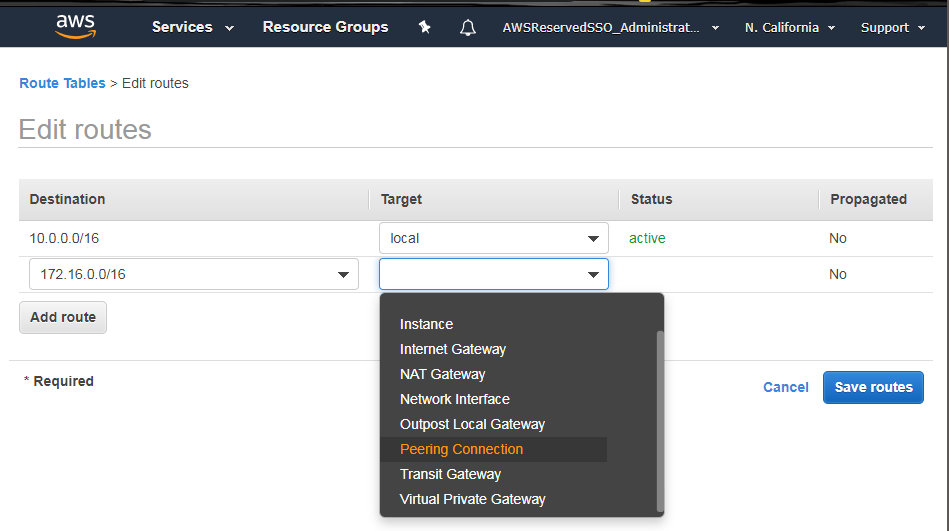 aws Services Resource Groups AWSReservedSSO_Administrat... N. California Support
Route Tables > Edit routes
Edit routes
Destination Target Status Propagated
10.0.0.0/16 local active No
172.16.0.0/16 No
Add route
Instance
Internet Gateway
NAT Gateway
* Required
Cancel Save routes
Network Interface
Outpost Local Gateway
Peering Connection
Transit Gateway
Virtual Private Gateway